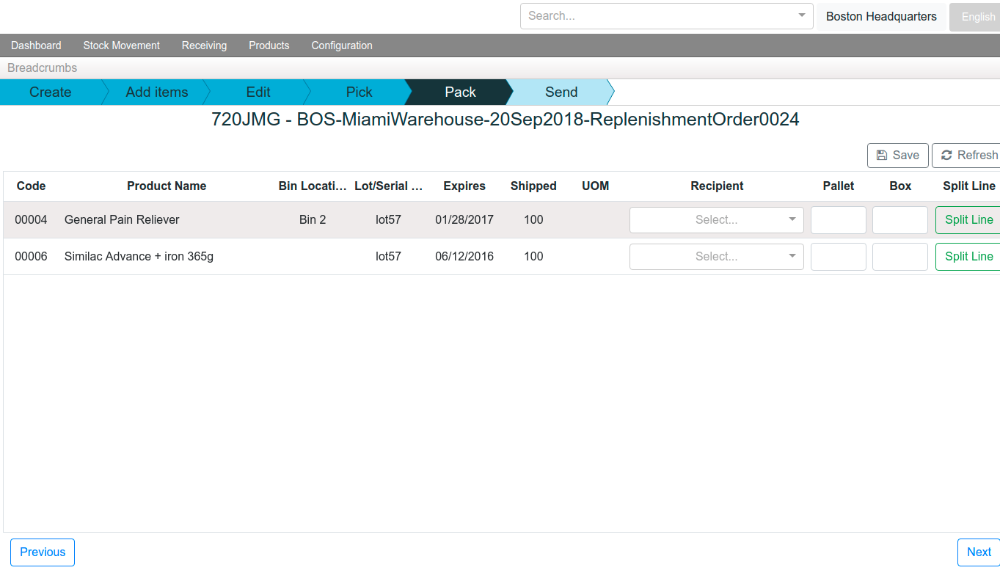 Search... Boston Headquarters English
Dashboard Stock Movement Receiving Products Configuration
Breadcrumbs
Create Add items Edit Pick Pack Send
720JMG - BOS-MiamiWarehouse-20Sep2018-ReplenishmentOrder0024
Save Refresh
Code Product Name Bin Locati... Lot/Serial ... Expires Shipped UOM Recipient Pallet Box Split Line
00004 General Pain Reliever Bin 2 lot57 01/28/2017 100 Select... Split Line
00006 Similac Advance + iron 365g lot57 06/12/2016 100 Select... Split Line
Previous Next